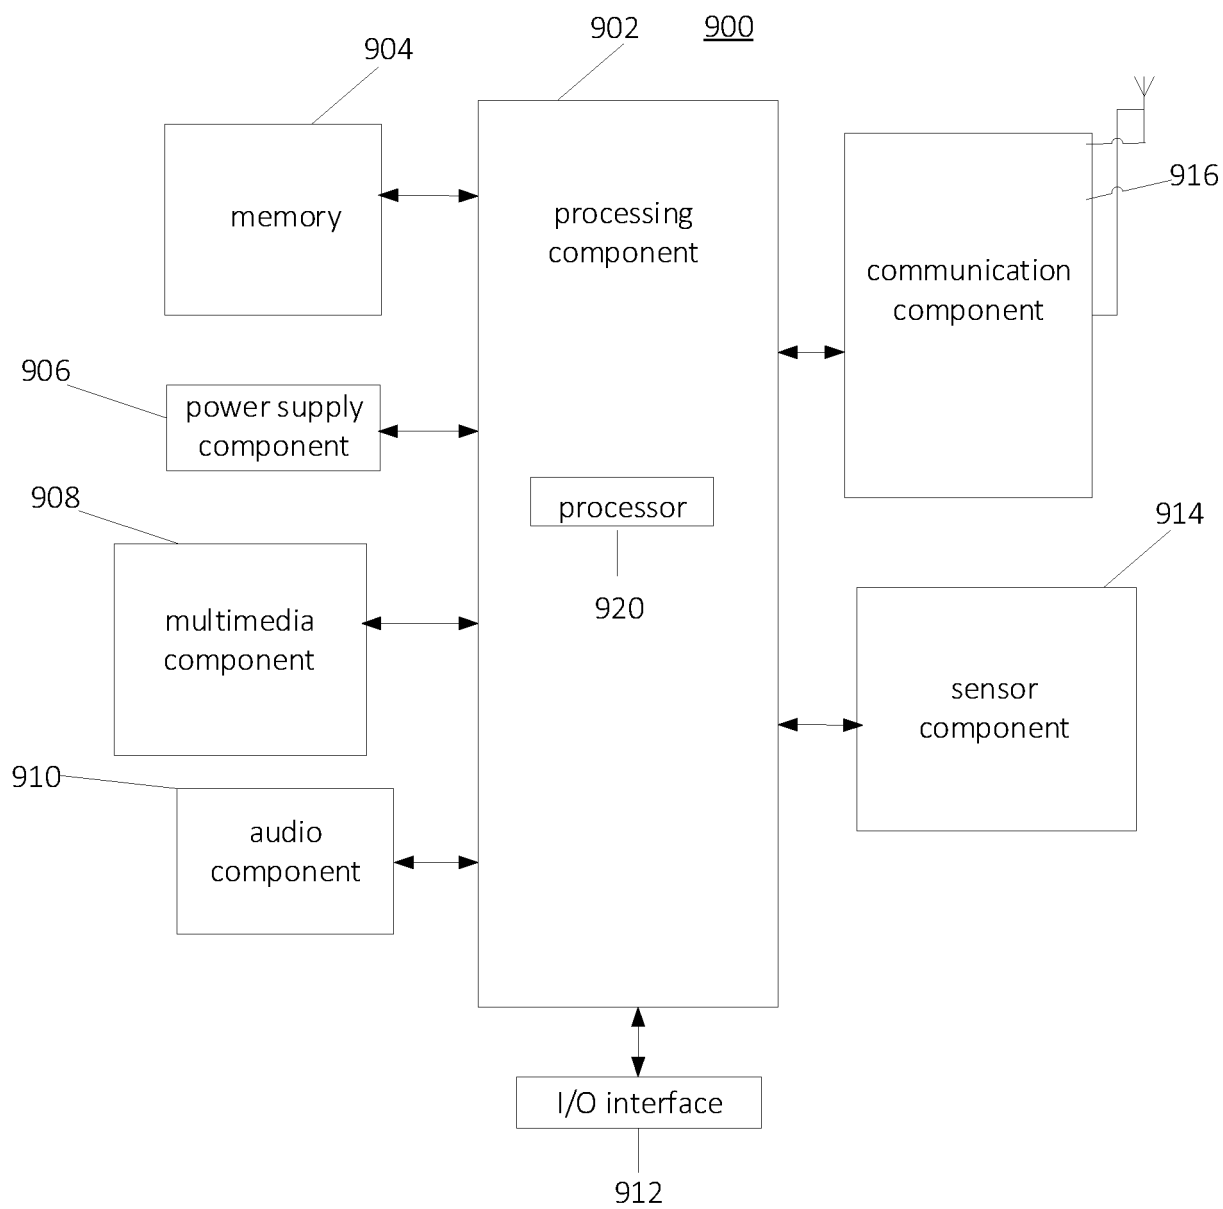 902
900
904
memory
processing
component
916
communication
component
906
power supply
component
908
processor
914
920
multimedia
component
sensor
component
910
audio
component
I/O interface
912